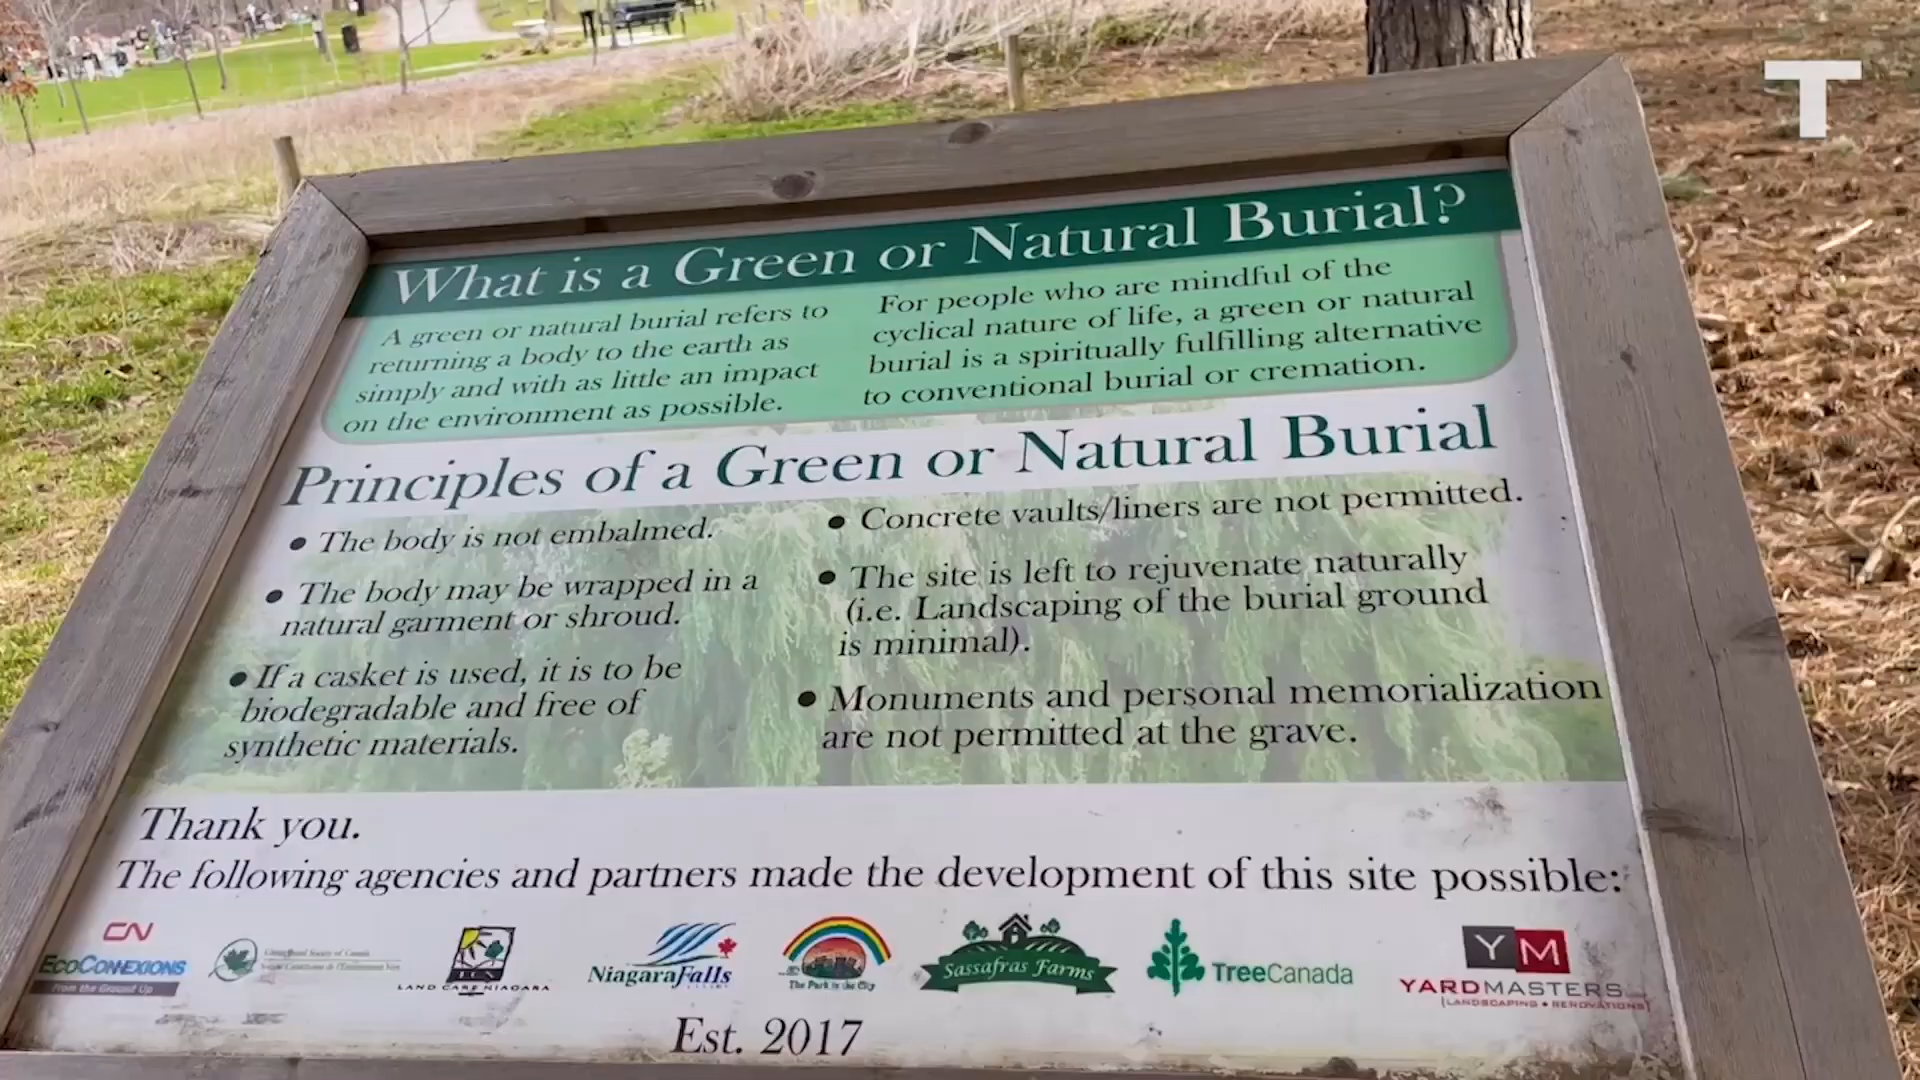 T
What is a Green or Natural Burial?
A green or natural burial refers to
returning a body to the earth as
simply and with as little an impact
on the environment as possible.
For people who are mindful of the
cyclical nature of life, a green or natural
burial is a spiritually fulfilling alternative
to conventional burial or cremation.
Principles of a Green or Natural Burial
• The body is not embalmed.
• The body may be wrapped in a
natural garment or shroud.
• If a casket is used, it is to be
biodegradable and free of
synthetic materials.
• Concrete vaults/liners are not permitted.
• The site is left to rejuvenate naturally
(i.e. Landscaping of the burial ground
is minimal).
• Monuments and personal memorialization
are not permitted at the grave.
Thank you.
The following agencies and partners made the development of this site possible:
CN
EcoConnexions
From the Ground Up
LAND CARE NIAGARA
NiagaraFalls
The Park in the City
Sassafras Farms
TreeCanada
YM
YARDMASTERS
[LANDSCAPING • RENOVATIONS]
Est. 2017